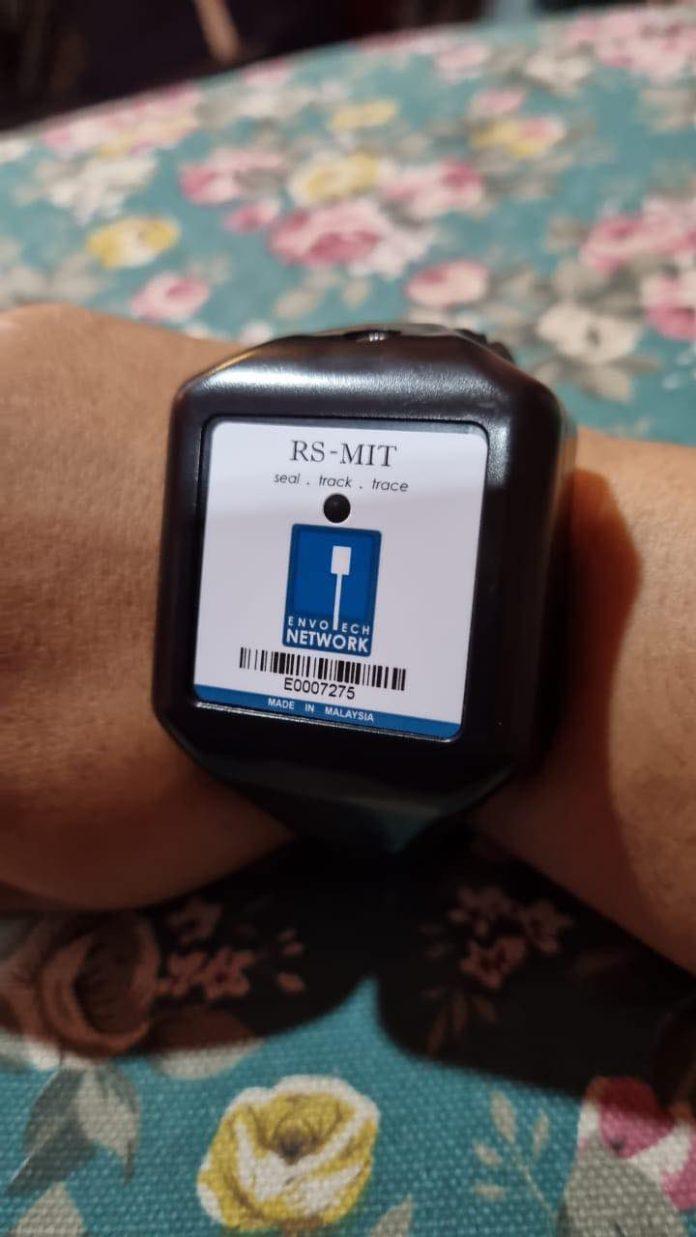 RS-MIT
seal . track . trace
ENVOTECH
NETWORK
E0007275
MADE IN MALAYSIA